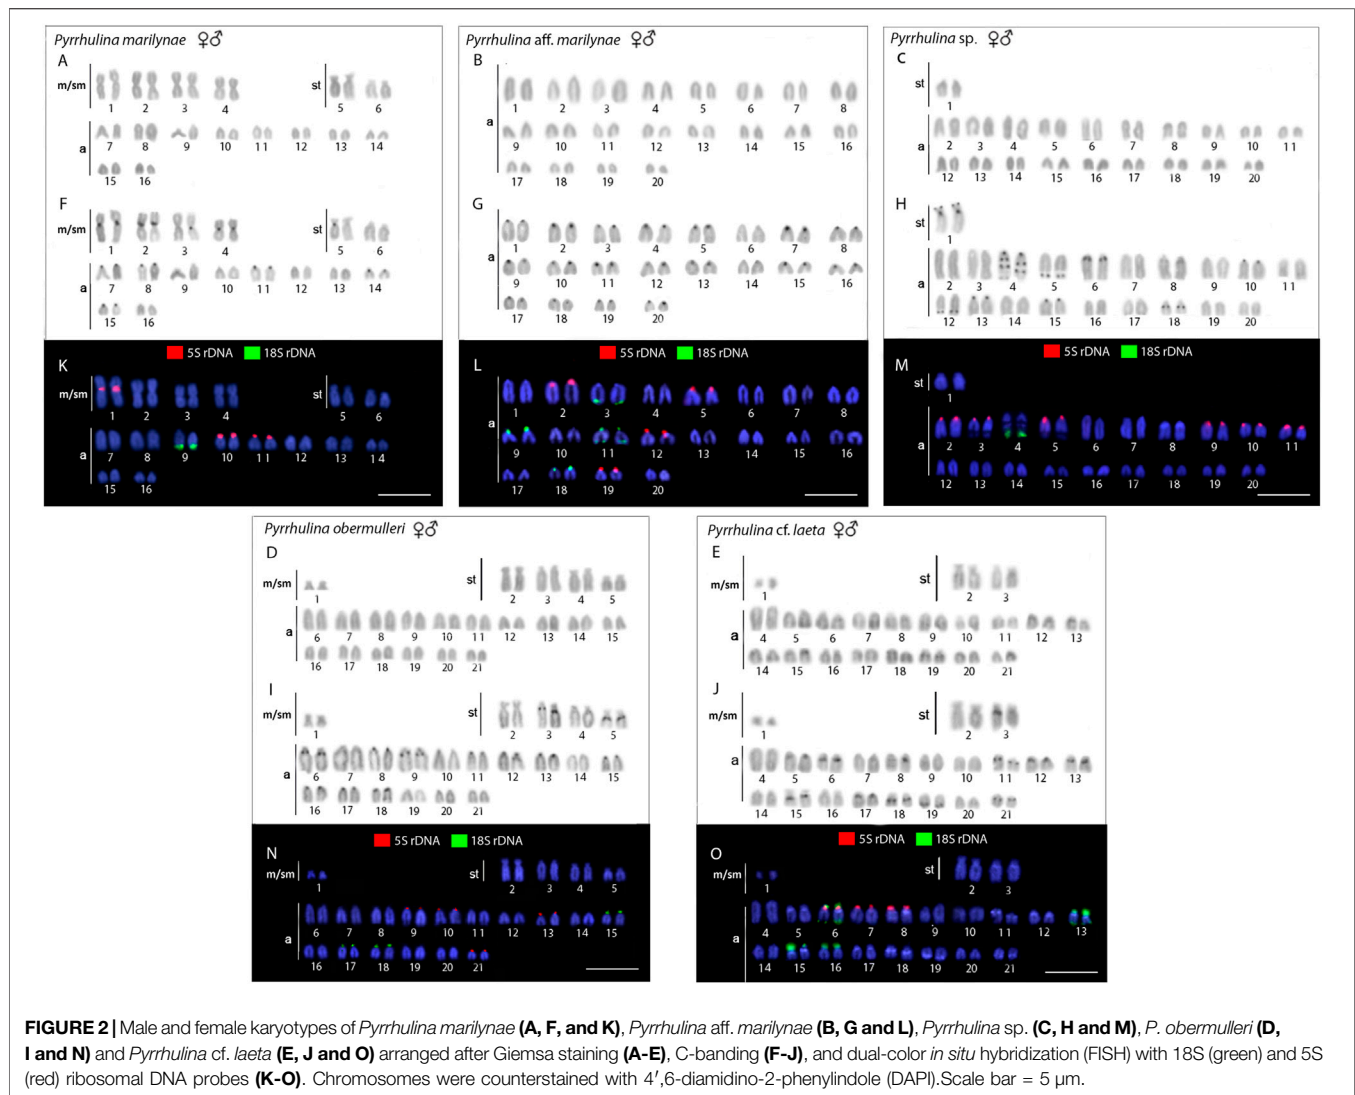 Pyrrhulina marilynae ♀♂
A
m/sm
1 2 3 4
st
5 6
a
7 8 9 10 11 12 13 14
15 16
F
m/sm
1 2 3 4
st
5 6
a
7 8 9 10 11 12 13 14
15 16
5S rDNA 18S rDNA
K
m/sm
1 2 3 4
st
5 6
a
7 8 9 10 11 12 13 14
15 16
Pyrrhulina aff. marilynae ♀♂
B
a
1 2 3 4 5 6 7 8
9 10 11 12 13 14 15 16
17 18 19 20
G
a
1 2 3 4 5 6 7 8
9 10 11 12 13 14 15 16
17 18 19 20
5S rDNA 18S rDNA
L
a
1 2 3 4 5 6 7 8
9 10 11 12 13 14 15 16
17 18 19 20
Pyrrhulina sp. ♀♂
C
st
1
a
2 3 4 5 6 7 8 9 10 11
12 13 14 15 16 17 18 19 20
H
st
1
a
2 3 4 5 6 7 8 9 10 11
12 13 14 15 16 17 18 19 20
5S rDNA 18S rDNA
M
st
1
a
2 3 4 5 6 7 8 9 10 11
12 13 14 15 16 17 18 19 20
Pyrrhulina obermulleri ♀♂
D
m/sm
1
st
2 3 4 5
a
6 7 8 9 10 11 12 13 14 15
16 17 18 19 20 21
I
m/sm
1
st
2 3 4 5
a
6 7 8 9 10 11 12 13 14 15
16 17 18 19 20 21
5S rDNA 18S rDNA
N
m/sm
1
st
2 3 4 5
a
6 7 8 9 10 11 12 13 14 15
16 17 18 19 20 21
Pyrrhulina cf. laeta ♀♂
E
m/sm
1
st
2 3
a
4 5 6 7 8 9 10 11 12 13
14 15 16 17 18 19 20 21
J
m/sm
1
st
2 3
a
4 5 6 7 8 9 10 11 12 13
14 15 16 17 18 19 20 21
5S rDNA 18S rDNA
O
m/sm
1
st
2 3
a
4 5 6 7 8 9 10 11 12 13
14 15 16 17 18 19 20 21
FIGURE 2 | Male and female karyotypes of Pyrrhulina marilynae (A, F, and K), Pyrrhulina aff. marilynae (B, G and L), Pyrrhulina sp. (C, H and M), P. obermulleri (D,
I and N) and Pyrrhulina cf. laeta (E, J and O) arranged after Giemsa staining (A-E), C-banding (F-J), and dual-color in situ hybridization (FISH) with 18S (green) and 5S
(red) ribosomal DNA probes (K-O). Chromosomes were counterstained with 4′,6-diamidino-2-phenylindole (DAPI).Scale bar = 5 µm.